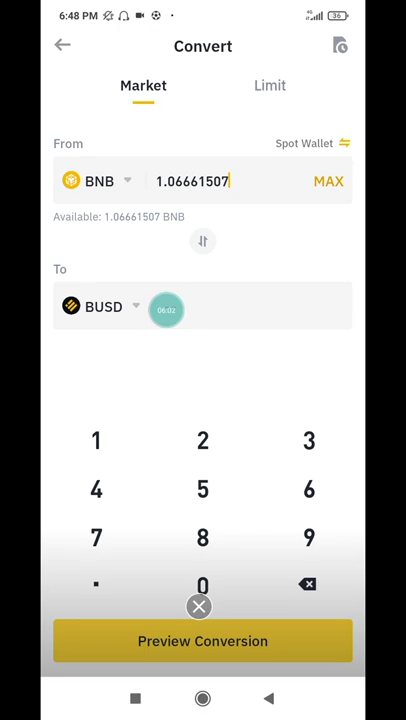 6:48 PM
4G
36
Convert
Market
Limit
From
Spot Wallet
BNB
1.06661507
MAX
Available: 1.06661507 BNB
To
BUSD
06:02
1 2 3
4 5 6
7 8 9
. 0
Preview Conversion